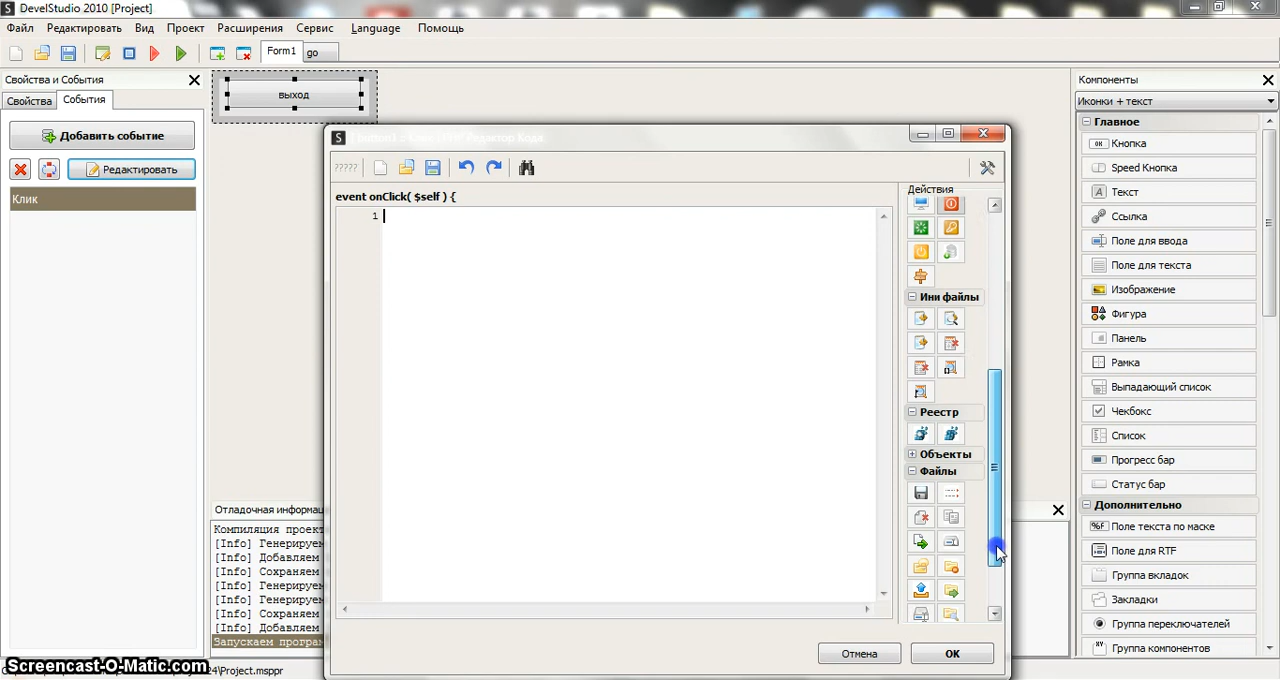 DevelStudio 2010 [Project]
Файл Редактировать Вид Проект Расширения Сервис Language Помощь
Form1 go
Свойства и События
Свойства События
Добавить событие
Редактировать
Клик
выход
?????
event onClick( $self ) {
1
Действия
Ини файлы
Реестр
Объекты
Файлы
Отмена OK
Отладочная информац
Компиляция проект
[Info] Генерируем
[Info] Добавляем
[Info] Сохраняем
[Info] Генерируем
[Info] Генерируем
[Info] Сохраняем
[Info] Добавляем
Запускаем програм
24\Project.msppr
Компоненты
Иконки + текст
Главное
Кнопка
Speed Кнопка
Текст
Ссылка
Поле для ввода
Поле для текста
Изображение
Фигура
Панель
Рамка
Выпадающий список
Чекбокс
Список
Прогресс бар
Статус бар
Дополнительно
Поле текста по маске
Поле для RTF
Группа вкладок
Закладки
Группа переключателей
Группа компонентов
Screencast-O-Matic.com